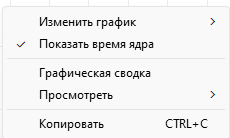 Изменить график
Показать время ядра
Графическая сводка
Просмотреть
Копировать CTRL+C